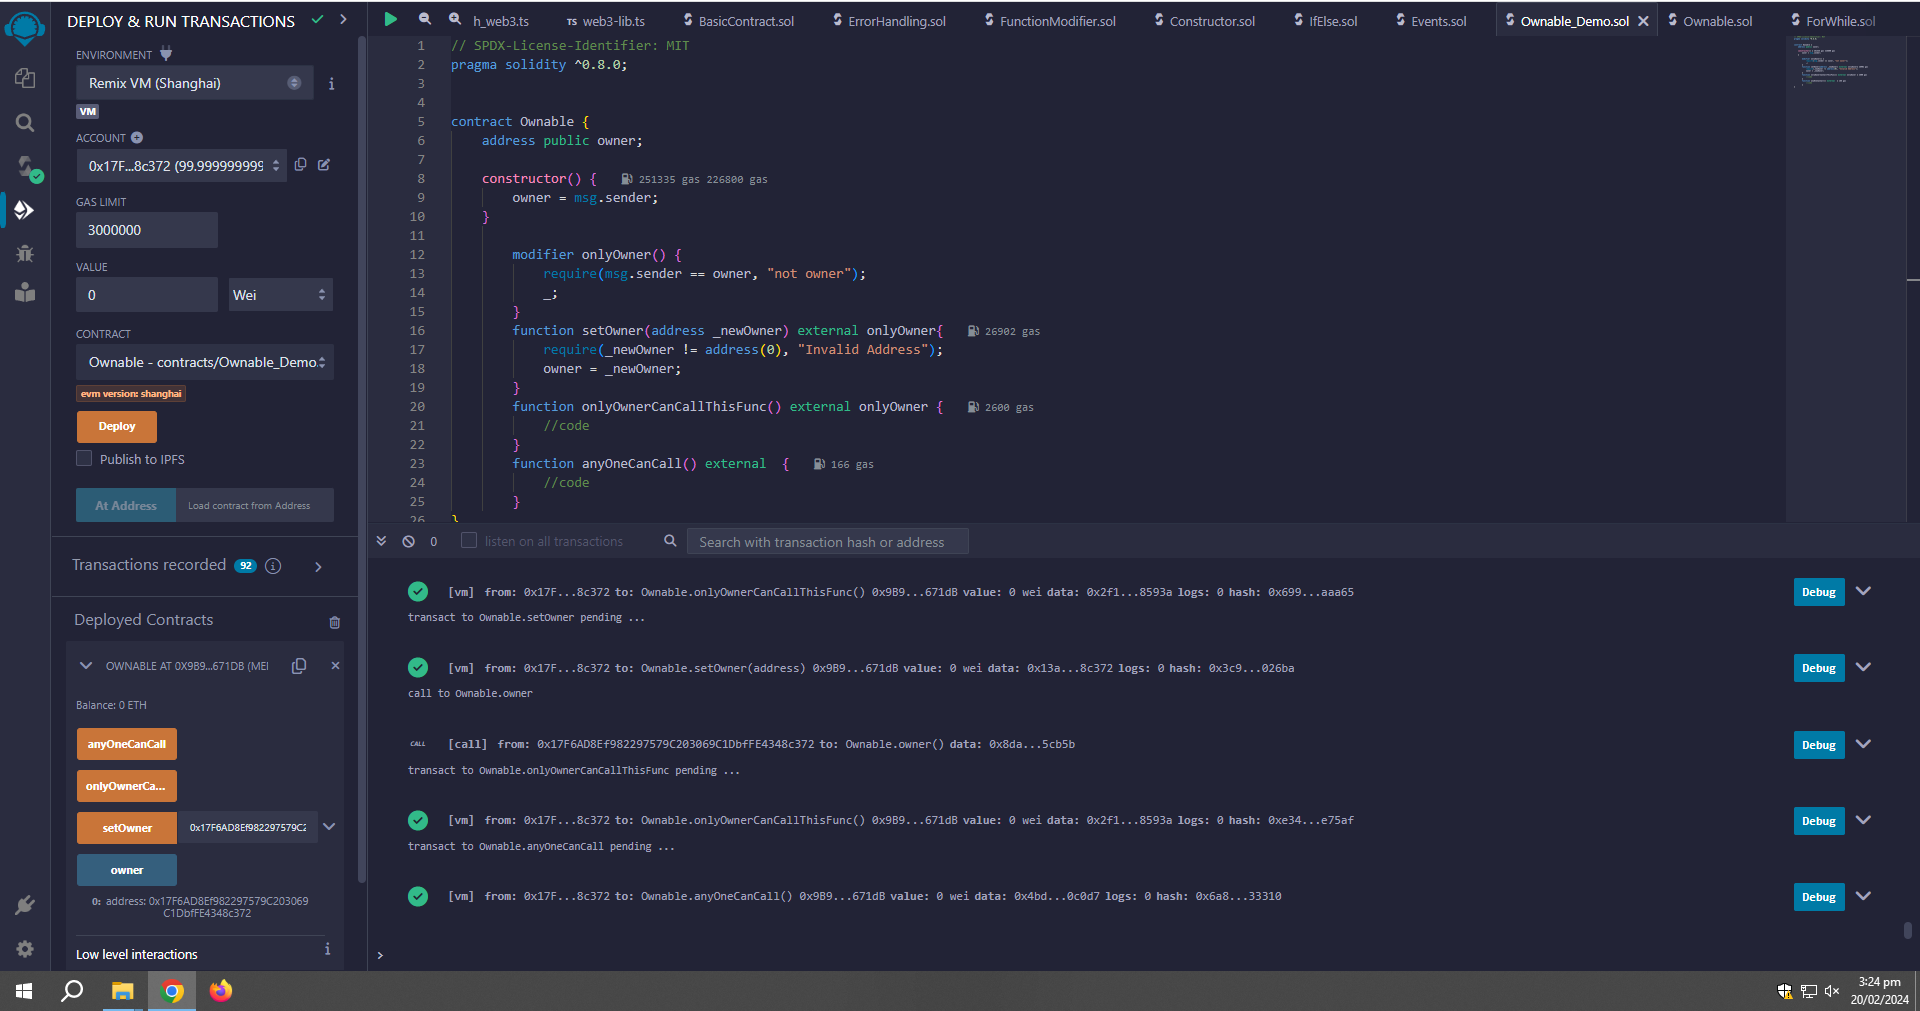 DEPLOY & RUN TRANSACTIONS
ENVIRONMENT
Remix VM (Shanghai)
VM
ACCOUNT
0x17F...8c372 (99.9999999999
GAS LIMIT
3000000
VALUE
0
Wei
CONTRACT
Ownable - contracts/Ownable_Demo
evm version: shanghai
Deploy
Publish to IPFS
At Address
Load contract from Address
Transactions recorded 92
Deployed Contracts
OWNABLE AT 0X9B9...671DB (MEI
Balance: 0 ETH
anyOneCanCall
onlyOwnerCa...
setOwner
0x17F6AD8Ef982297579C2
owner
0: address: 0x17F6AD8Ef982297579C203069
C1DbfFE4348c372
Low level interactions
h_web3.ts
TS web3-lib.ts
BasicContract.sol
ErrorHandling.sol
FunctionModifier.sol
Constructor.sol
IfElse.sol
Events.sol
Ownable_Demo.sol
Ownable.sol
ForWhile.sol
1 // SPDX-License-Identifier: MIT
2 pragma solidity ^0.8.0;
3
4
5 contract Ownable {
6 address public owner;
7
8 constructor() { 251335 gas 226800 gas
9 owner = msg.sender;
10 }
11
12 modifier onlyOwner() {
13 require(msg.sender == owner, "not owner");
14 _;
15 }
16 function setOwner(address _newOwner) external onlyOwner{ 26902 gas
17 require(_newOwner != address(0), "Invalid Address");
18 owner = _newOwner;
19 }
20 function onlyOwnerCanCallThisFunc() external onlyOwner { 2600 gas
21 //code
22 }
23 function anyOneCanCall() external { 166 gas
24 //code
25 }
26 }
0
listen on all transactions
Search with transaction hash or address
[vm] from: 0x17F...8c372 to: Ownable.onlyOwnerCanCallThisFunc() 0x9B9...671dB value: 0 wei data: 0x2f1...8593a logs: 0 hash: 0x699...aaa65
Debug
transact to Ownable.setOwner pending ...
[vm] from: 0x17F...8c372 to: Ownable.setOwner(address) 0x9B9...671dB value: 0 wei data: 0x13a...8c372 logs: 0 hash: 0x3c9...026ba
Debug
call to Ownable.owner
CALL [call] from: 0x17F6AD8Ef982297579C203069C1DbfFE4348c372 to: Ownable.owner() data: 0x8da...5cb5b
Debug
transact to Ownable.onlyOwnerCanCallThisFunc pending ...
[vm] from: 0x17F...8c372 to: Ownable.onlyOwnerCanCallThisFunc() 0x9B9...671dB value: 0 wei data: 0x2f1...8593a logs: 0 hash: 0xe34...e75af
Debug
transact to Ownable.anyOneCanCall pending ...
[vm] from: 0x17F...8c372 to: Ownable.anyOneCanCall() 0x9B9...671dB value: 0 wei data: 0x4bd...0c0d7 logs: 0 hash: 0x6a8...33310
Debug
>
3:24 pm
20/02/2024